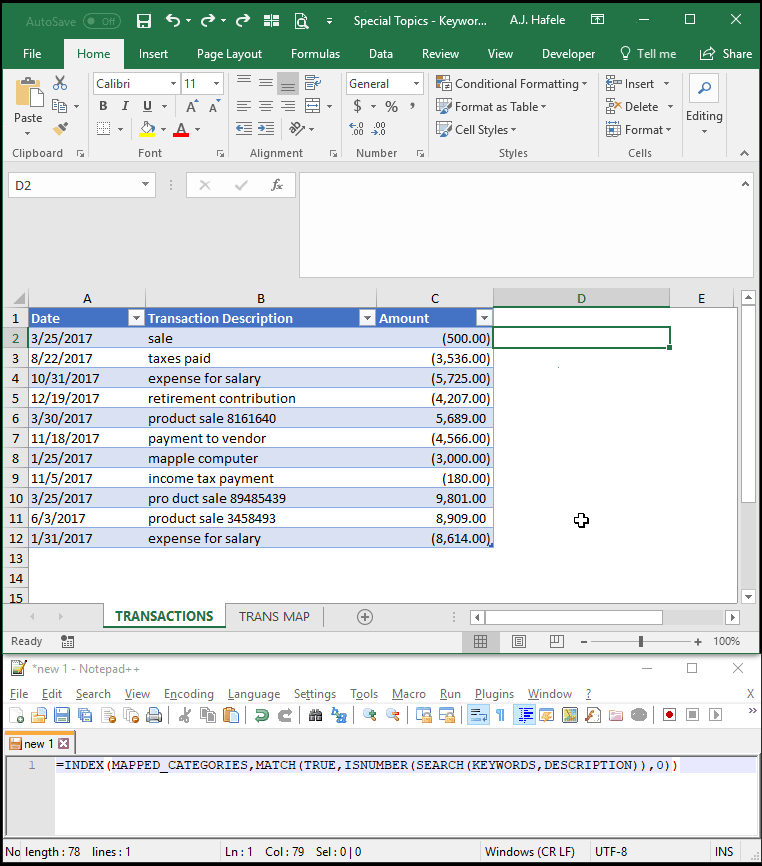 AutoSave Off Special Topics - Keywor... A.J. Hafele
File Home Insert Page Layout Formulas Data Review View Developer Tell me Share
Calibri 11 General Conditional Formatting Insert
Paste B I U A A $ % , Format as Table Delete Editing
A Cell Styles Format
Clipboard Font Alignment Number Styles Cells
D2 fx
A B C D E
1 Date Transaction Description Amount
2 3/25/2017 sale (500.00)
3 8/22/2017 taxes paid (3,536.00)
4 10/31/2017 expense for salary (5,725.00)
5 12/19/2017 retirement contribution (4,207.00)
6 3/30/2017 product sale 8161640 5,689.00
7 11/18/2017 payment to vendor (4,566.00)
8 1/25/2017 mapple computer (3,000.00)
9 11/5/2017 income tax payment (180.00)
10 3/25/2017 pro duct sale 89485439 9,801.00
11 6/3/2017 product sale 3458493 8,909.00
12 1/31/2017 expense for salary (8,614.00)
13
14
15
TRANSACTIONS TRANS MAP
Ready 100%
*new 1 - Notepad++
File Edit Search View Encoding Language Settings Tools Macro Run Plugins Window ? X
new 1
1 =INDEX(MAPPED_CATEGORIES,MATCH(TRUE,ISNUMBER(SEARCH(KEYWORDS,DESCRIPTION)),0))
No length : 78 lines : 1 Ln : 1 Col : 79 Sel : 0 | 0 Windows (CR LF) UTF-8 INS